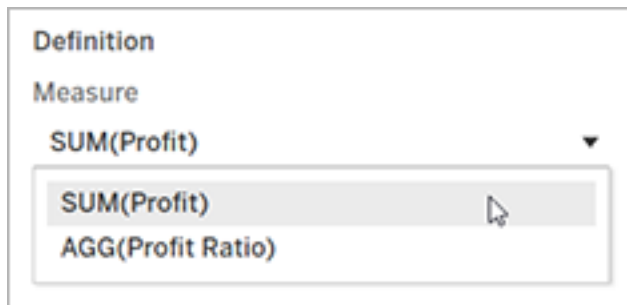 Definition
Measure
SUM(Profit)
SUM(Profit)
AGG(Profit Ratio)